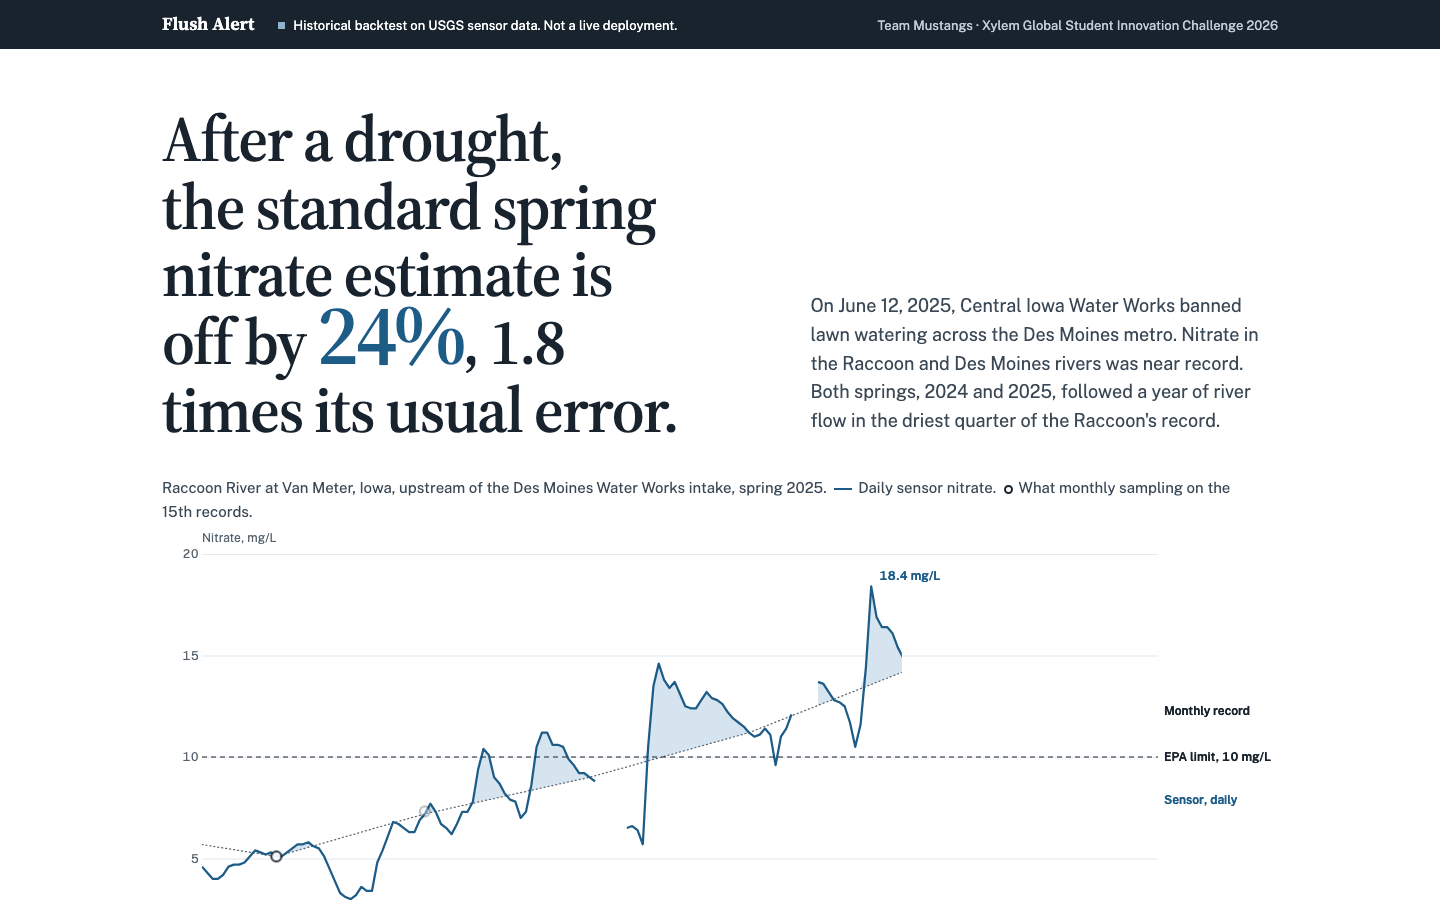 Flush Alert
Historical backtest on USGS sensor data. Not a live deployment.
Team Mustangs · Xylem Global Student Innovation Challenge 2026
After a drought,
the standard spring
nitrate estimate is
off by 24%, 1.8
times its usual error.
On June 12, 2025, Central Iowa Water Works banned
lawn watering across the Des Moines metro. Nitrate in
the Raccoon and Des Moines rivers was near record.
Both springs, 2024 and 2025, followed a year of river
flow in the driest quarter of the Raccoon's record.
Raccoon River at Van Meter, Iowa, upstream of the Des Moines Water Works intake, spring 2025. Daily sensor nitrate. What monthly sampling on the
15th records.
Nitrate, mg/L
20
18.4 mg/L
15
Monthly record
10
EPA limit, 10 mg/L
Sensor, daily
5